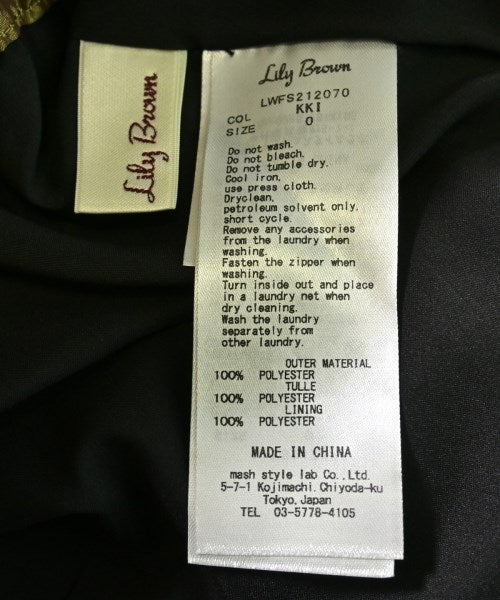 Lily Brown
Lily Brown
LWFS212070
COL KKI
SIZE 0
Do not wash.
Do not bleach.
Do not tumble dry.
Cool iron,
use press cloth.
Dryclean,
petroleum solvent only,
short cycle.
Remove any accessories
from the laundry when
washing.
Fasten the zipper when
washing.
Turn inside out and place
in a laundry net when
dry cleaning.
Wash the laundry
separately from
other laundry.
OUTER MATERIAL
100% POLYESTER
TULLE
100% POLYESTER
LINING
100% POLYESTER
MADE IN CHINA
mash style lab Co.,Ltd.
5-7-1 Kojimachi,Chiyoda-ku
Tokyo,Japan
TEL 03-5778-4105